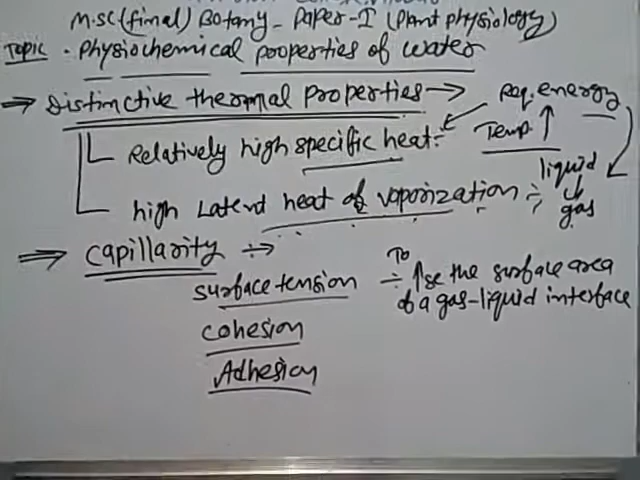 M.SC (final) Botany - Paper-I (Plant physiology)
Topic - Physiochemical properties of water
⇒ Distinctive thermal Properties → Req. energy
Relatively high specific heat ÷ Temp. ↑
liquid
↓
high Latent heat of vaporization ÷ gas
⇒ Capillarity ÷→
Surface tension ÷ To ↑se the surface area
of a gas-liquid interface
Cohesion
Adhesion